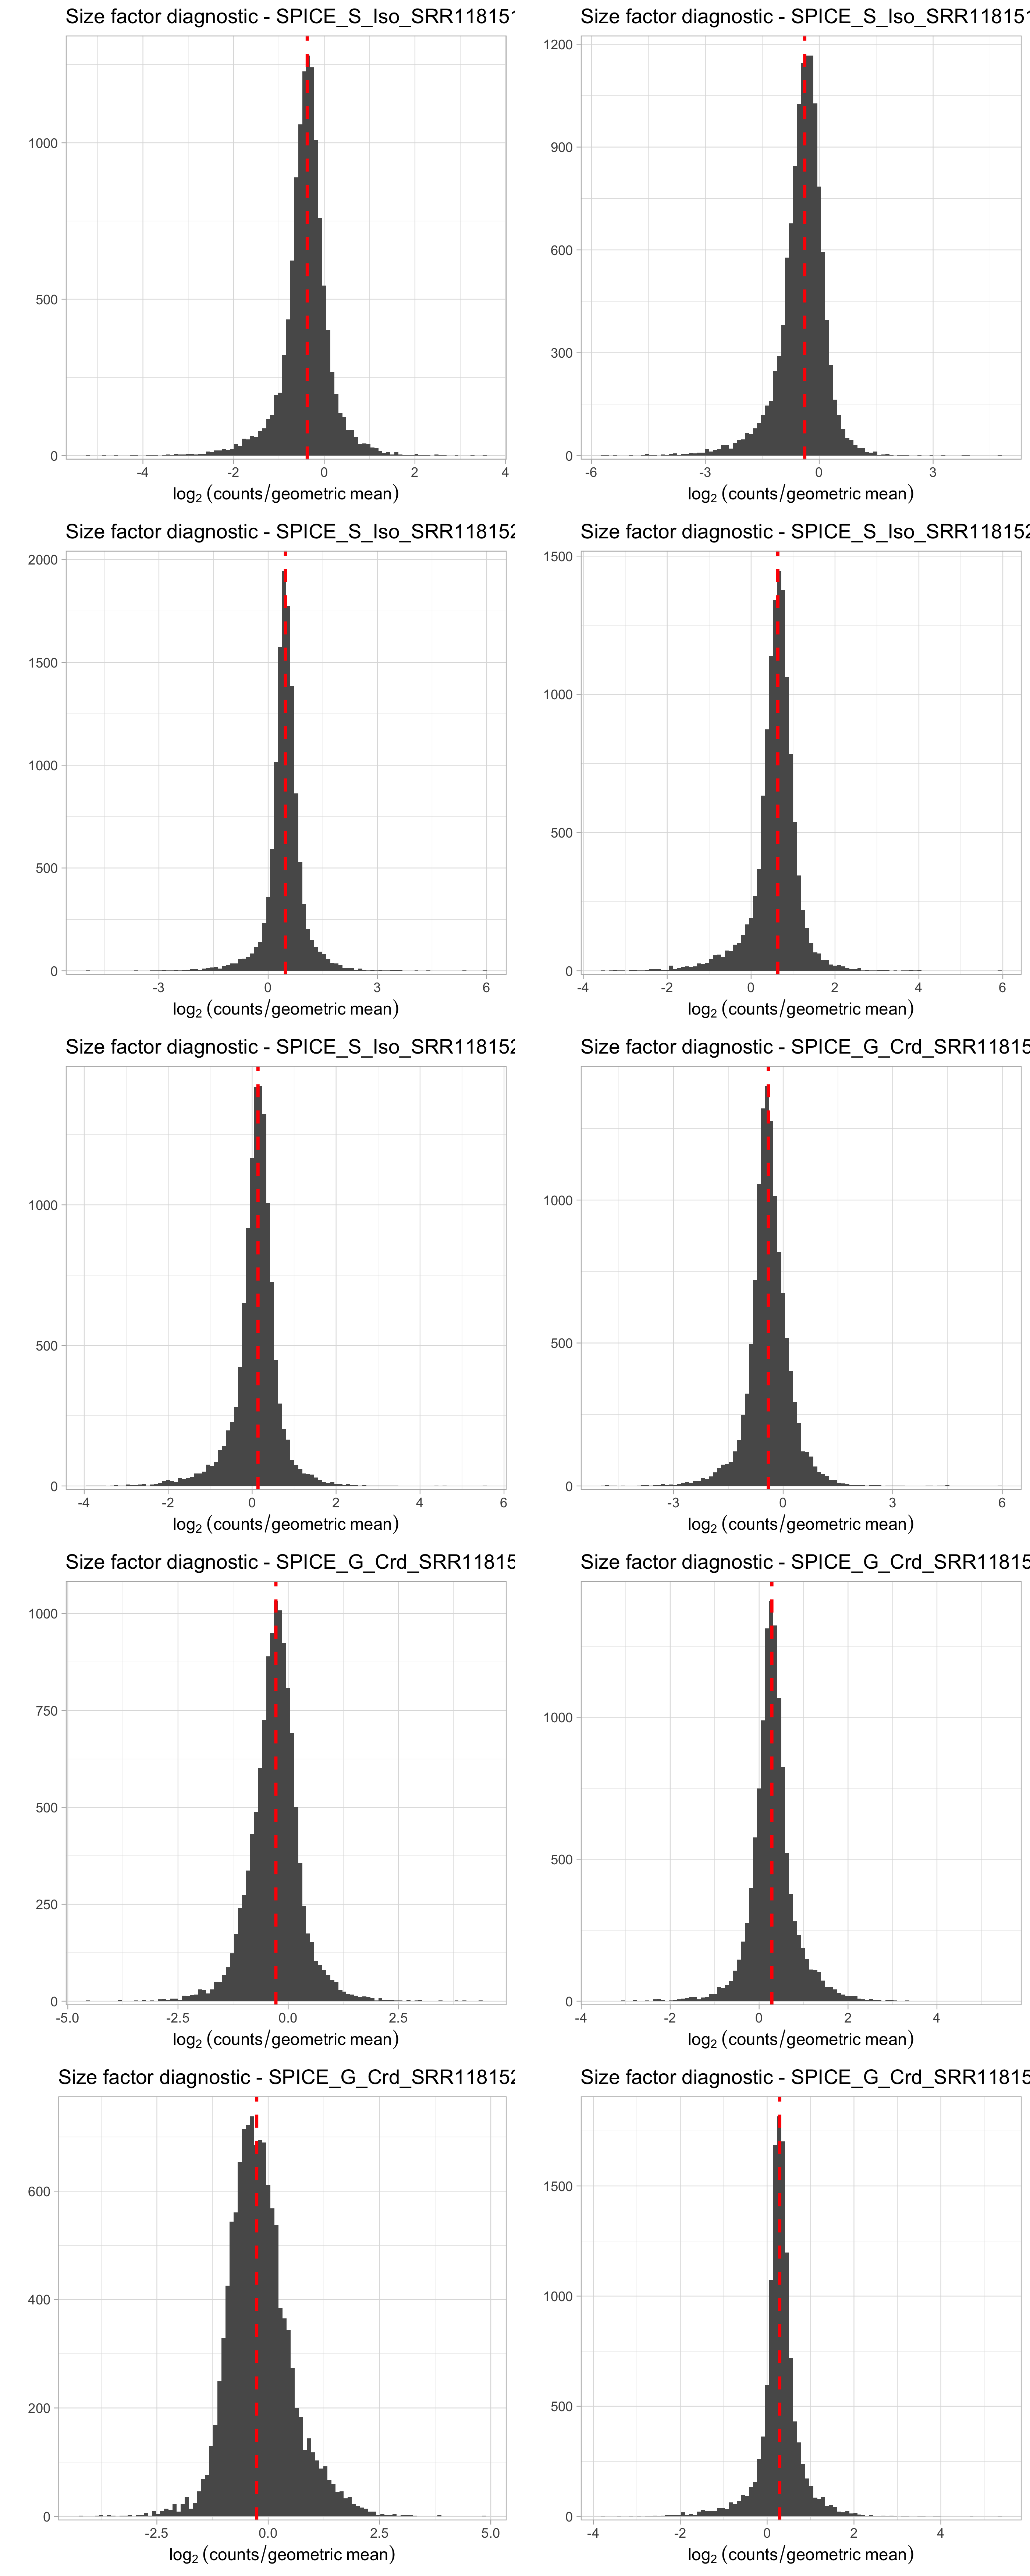 Size factor diagnostic - SPICE_S_Iso_SRR118151
1000
500
0
-4 -2 0 2 4
log2 (counts/geometric mean)
Size factor diagnostic - SPICE_S_Iso_SRR118151
1200
900
600
300
0
-6 -3 0 3
log2 (counts/geometric mean)
Size factor diagnostic - SPICE_S_Iso_SRR118152
2000
1500
1000
500
0
-3 0 3 6
log2 (counts/geometric mean)
Size factor diagnostic - SPICE_S_Iso_SRR118152
1500
1000
500
0
-4 -2 0 2 4 6
log2 (counts/geometric mean)
Size factor diagnostic - SPICE_S_Iso_SRR118152
1000
500
0
-4 -2 0 2 4 6
log2 (counts/geometric mean)
Size factor diagnostic - SPICE_G_Crd_SRR11815
1000
500
0
-3 0 3 6
log2 (counts/geometric mean)
Size factor diagnostic - SPICE_G_Crd_SRR11815
1000
750
500
250
0
-5.0 -2.5 0.0 2.5
log2 (counts/geometric mean)
Size factor diagnostic - SPICE_G_Crd_SRR11815
1000
500
0
-4 -2 0 2 4
log2 (counts/geometric mean)
Size factor diagnostic - SPICE_G_Crd_SRR118152
600
400
200
0
-2.5 0.0 2.5 5.0
log2 (counts/geometric mean)
Size factor diagnostic - SPICE_G_Crd_SRR11815
1500
1000
500
0
-4 -2 0 2 4
log2 (counts/geometric mean)